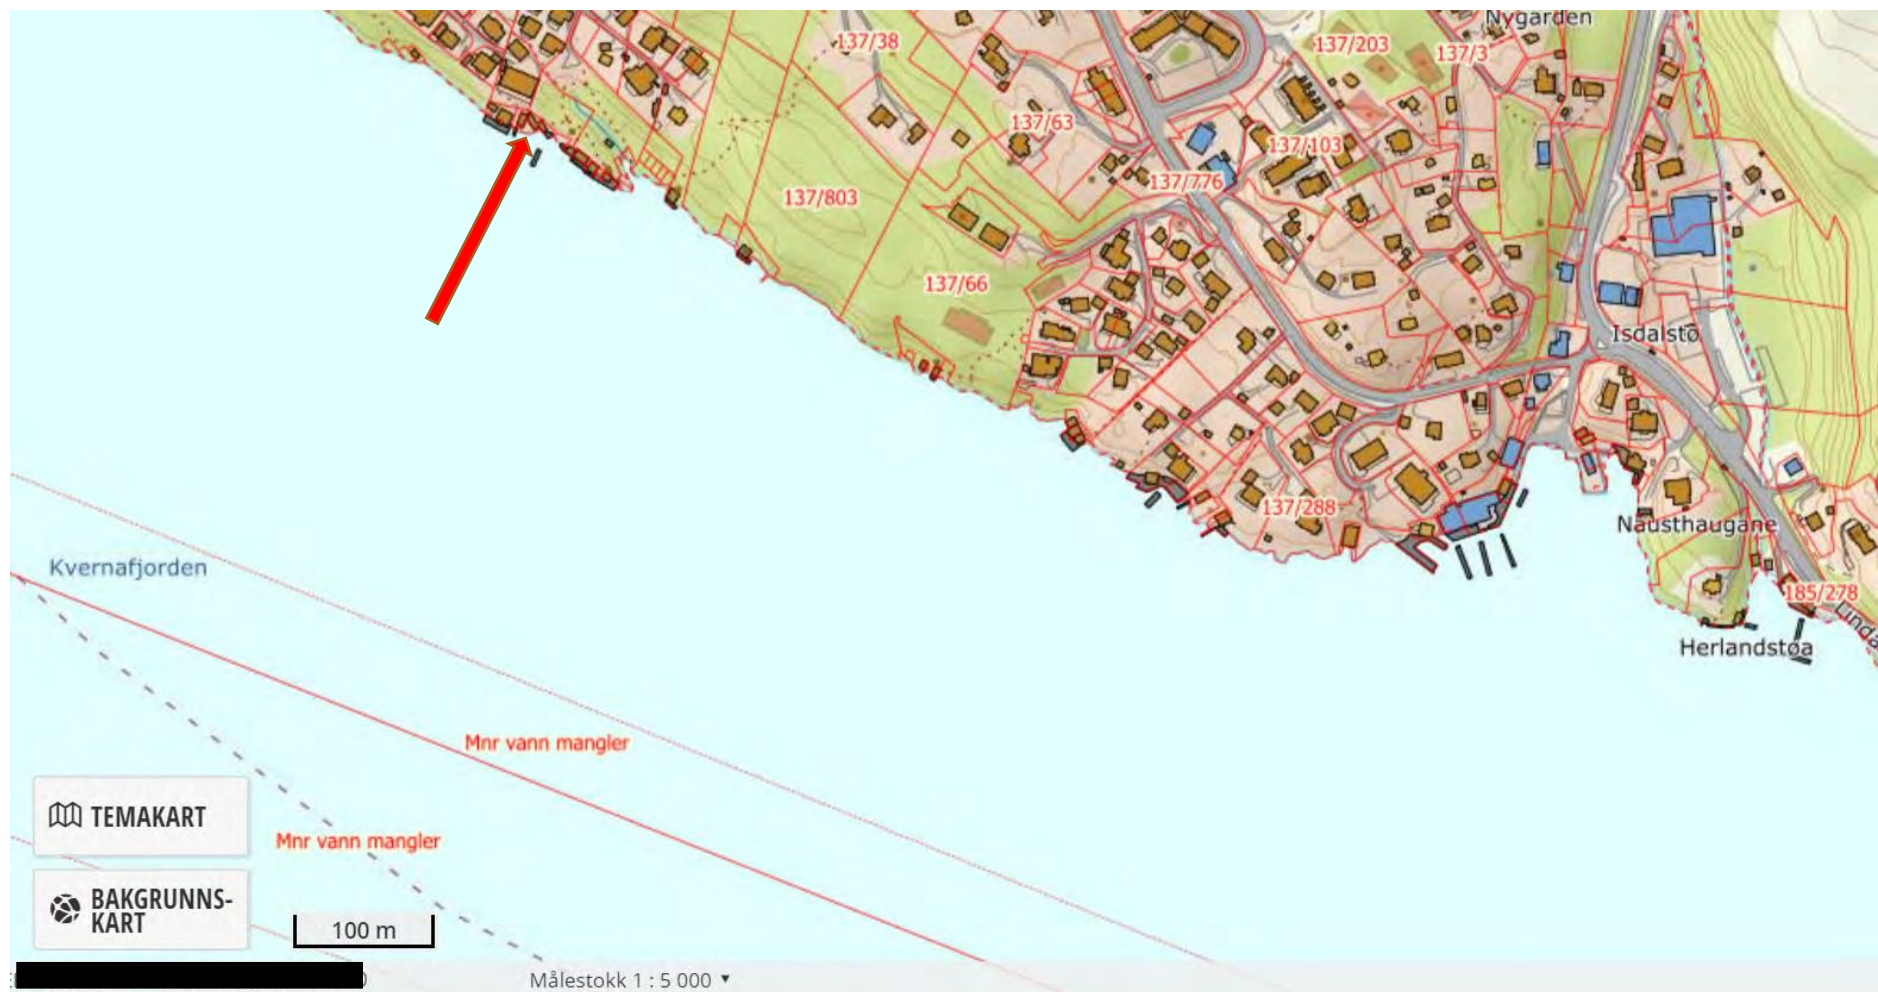 Nygården
137/38
137/203
137/3
137/63
137/103
137/776
137/803
137/66
Isdalstø
137/288
Nausthaugane
Kvernafjorden
185/278
Herlandstøa
Mnr vann mangler
Mnr vann mangler
TEMAKART
BAKGRUNNS-
KART
100 m
Målestokk 1 : 5 000